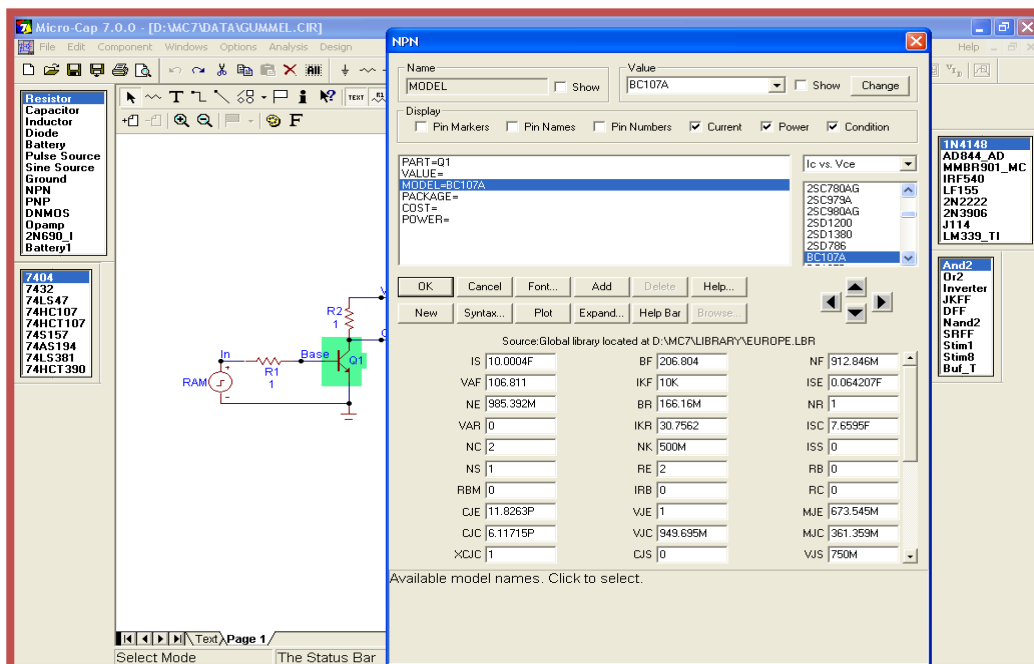 Micro-Cap 7.0.0 - [D:\MC7\DATA\GUMMEL.CIR]
File Edit Component Windows Options Analysis Design
Help
TEXT
F
Resistor
Capacitor
Inductor
Diode
Battery
Pulse Source
Sine Source
Ground
NPN
PNP
DNMOS
Opamp
2N690_I
Battery1
7404
7432
74LS47
74HC107
74HCT107
74S157
74AS194
74LS381
74HCT390
R2
1
In
Base
Q1
R1
1
RAM
Text Page 1
Select Mode
The Status Bar
NPN
Name
MODEL
Show
Value
BC107A
Show
Change
Display
Pin Markers Pin Names Pin Numbers Current Power Condition
PART=Q1
VALUE=
MODEL=BC107A
PACKAGE=
COST=
POWER=
Ic vs. Vce
2SC780AG
2SC979A
2SC980AG
2SD1200
2SD1380
2SD786
BC107A
OK Cancel Font... Add Delete Help...
New Syntax... Plot Expand... Help Bar Browse...
Source:Global library located at D:\MC7\LIBRARY\EUROPE.LBR
IS 10.0004F BF 206.804 NF 912.846M
VAF 106.811 IKF 10K ISE 0.064207F
NE 985.392M BR 166.16M NR 1
VAR 0 IKR 30.7562 ISC 7.6595F
NC 2 NK 500M ISS 0
NS 1 RE 2 RB 0
RBM 0 IRB 0 RC 0
CJE 11.8263P VJE 1 MJE 673.545M
CJC 6.11715P VJC 949.695M MJC 361.359M
XCJC 1 CJS 0 VJS 750M
Available model names. Click to select.
1N4148
AD844_AD
MMBR901_MC
IRF540
LF155
2N2222
2N3906
J114
LM339_TI
And2
Or2
Inverter
JKFF
DFF
Nand2
SRFF
Stim1
Stim8
Buf_T